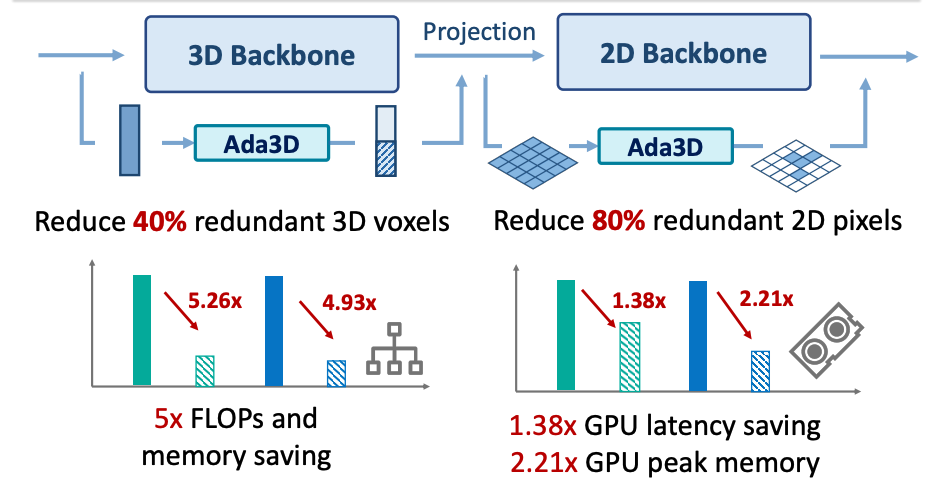 Projection
3D Backbone
2D Backbone
Ada3D
Ada3D
Reduce 40% redundant 3D voxels
Reduce 80% redundant 2D pixels
5.26x
4.93x
1.38x
2.21x
5x FLOPs and
memory saving
1.38x GPU latency saving
2.21x GPU peak memory